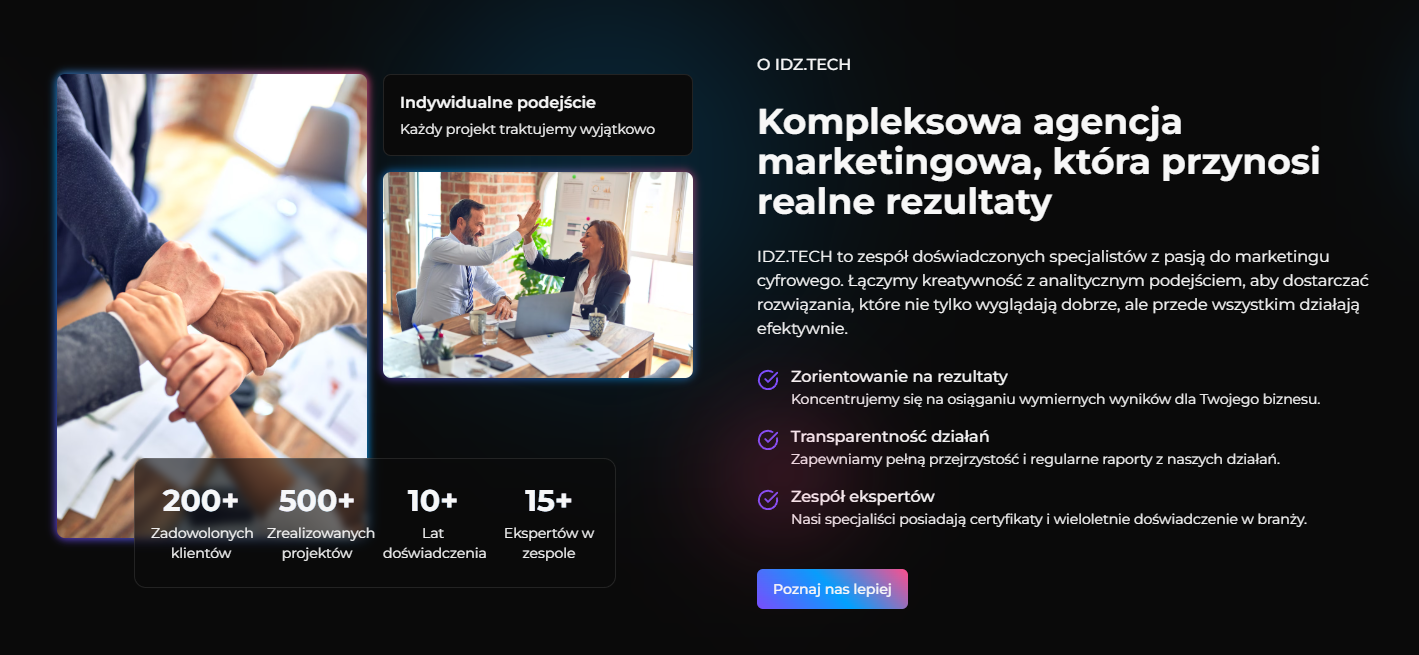 Indywidualne podejście
Każdy projekt traktujemy wyjątkowo
200+
Zadowolonych
klientów
500+
Zrealizowanych
projektów
10+
Lat
doświadczenia
15+
Ekspertów w
zespole
O IDZ.TECH
Kompleksowa agencja
marketingowa, która przynosi
realne rezultaty
IDZ.TECH to zespół doświadczonych specjalistów z pasją do marketingu
cyfrowego. Łączymy kreatywność z analitycznym podejściem, aby dostarczać
rozwiązania, które nie tylko wyglądają dobrze, ale przede wszystkim działają
efektywnie.
Zorientowanie na rezultaty
Koncentrujemy się na osiąganiu wymiernych wyników dla Twojego biznesu.
Transparentność działań
Zapewniamy pełną przejrzystość i regularne raporty z naszych działań.
Zespół ekspertów
Nasi specjaliści posiadają certyfikaty i wieloletnie doświadczenie w branży.
Poznaj nas lepiej